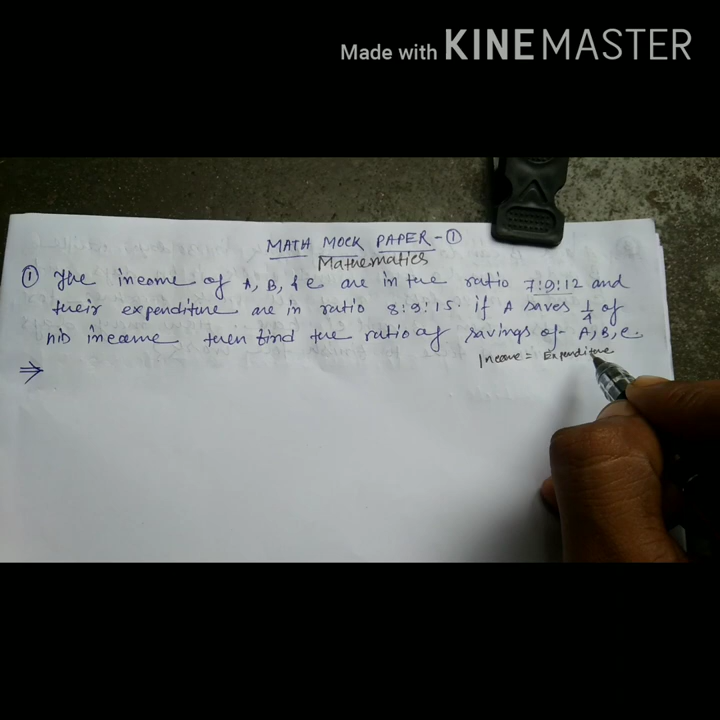 Made with KINEMASTER
MATH MOCK PAPER - ①
Mathematics
① The income of A, B, & C are in the ratio 7:9:12 and
their expenditure are in ratio 8:9:15. if A saves 1/4 of
his income then find the ratio of savings of A, B, C.
Income = Expenditure
⇒